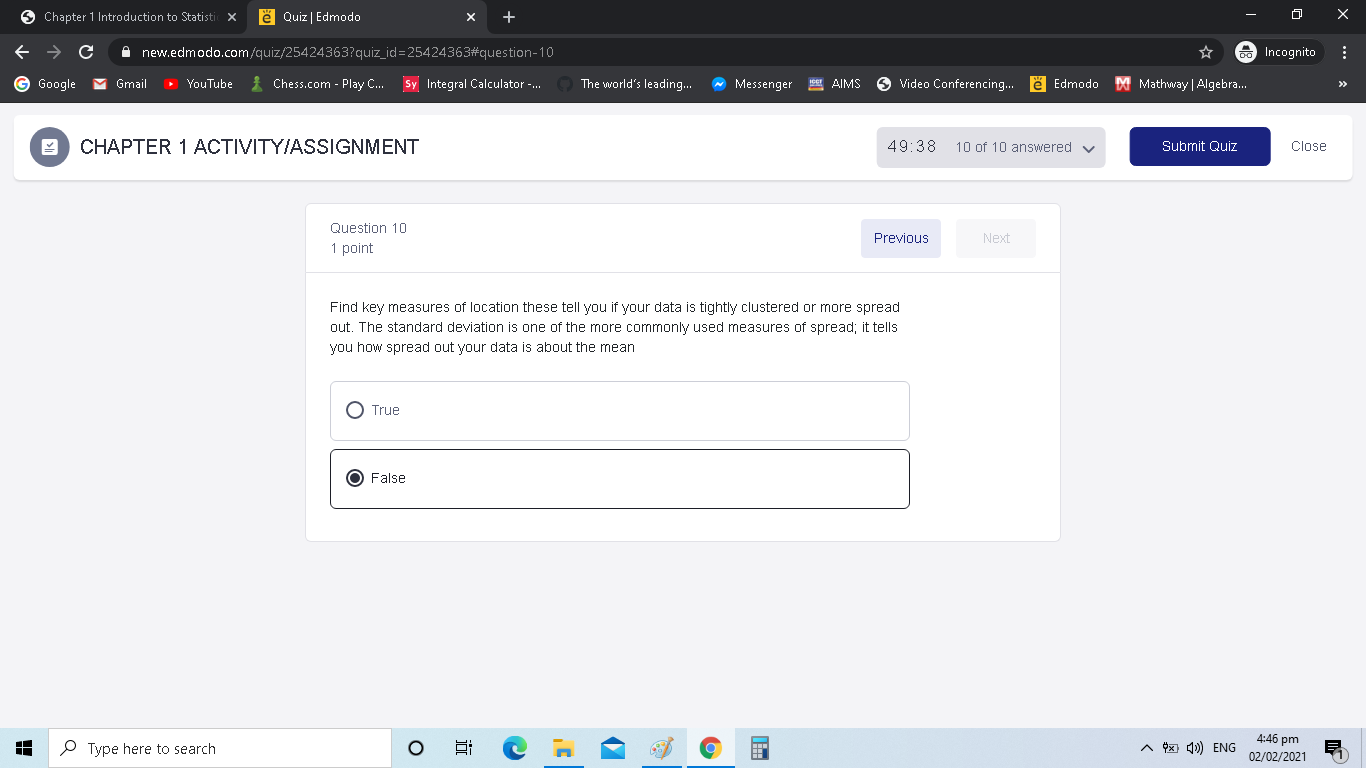 Chapter 1 Introduction to Statisti
Quiz | Edmodo
new.edmodo.com/quiz/25424363?quiz_id=25424363#question-10
Incognito
Google
Gmail
YouTube
Chess.com - Play C...
Sy
Integral Calculator -...
The world's leading...
Messenger
AIMS
Video Conferencing...
Edmodo
Mathway | Algebra...
»
CHAPTER 1 ACTIVITY/ASSIGNMENT
49:38 10 of 10 answered
Submit Quiz
Close
Question 10
1 point
Previous
Next
Find key measures of location these tell you if your data is tightly clustered or more spread
out. The standard deviation is one of the more commonly used measures of spread; it tells
you how spread out your data is about the mean
True
False
Type here to search
ENG
4:46 pm
02/02/2021
1